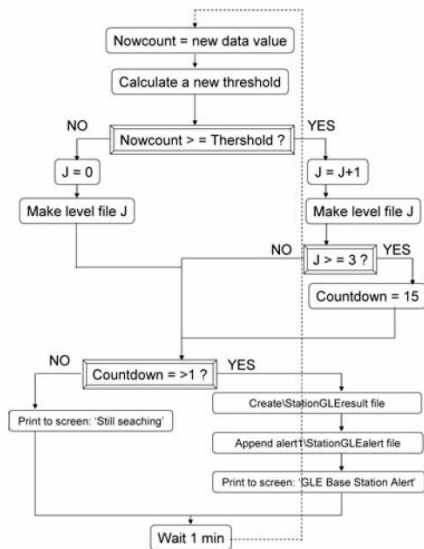 Nowcount = new data value
Calculate a new threshold
NO
Nowcount > = Thershold ?
YES
J = 0
J = J+1
Make level file J
Make level file J
NO
J > = 3 ?
YES
Countdown = 15
NO
Countdown = >1 ?
YES
Create\StationGLEresult file
Print to screen: ‘Still seaching’
Append alert1\StationGLEalert file
Print to screen: ‘GLE Base Station Alert’
Wait 1 min